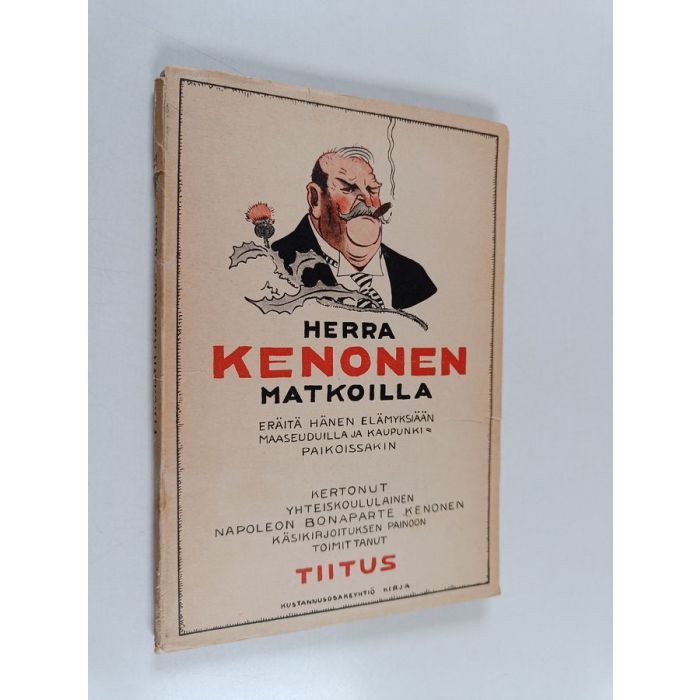 HERRA
KENONEN
MATKOILLA
ERÄITÄ HÄNEN ELÄMYKSIÄÄN
MAASEUDUILLA JA KAUPUNKI=
PAIKOISSAKIN
KERTONUT
YHTEISKOULULAINEN
NAPOLEON BONAPARTE KENONEN
KÄSIKIRJOITUKSEN PAINOON
TOIMITTANUT
TIITUS
KUSTANNUSOSAKEYHTIÖ KIRJA